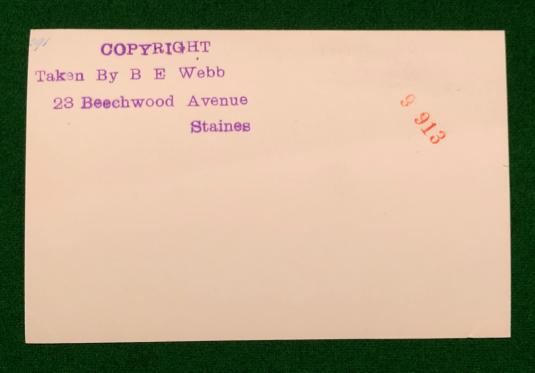 COPYRIGHT
Taken By B E Webb
23 Beechwood Avenue
Staines
9 913